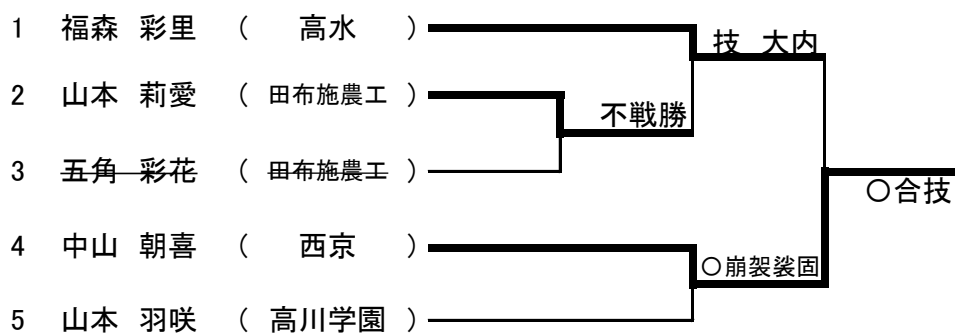 1 福森 彩里 ( 高水 )
技 大内
2 山本 莉愛 ( 田布施農工 )
不戦勝
3 五角 彩花 ( 田布施農工 )
〇合技
4 中山 朝喜 ( 西京 )
〇崩袈裟固
5 山本 羽咲 ( 高川学園 )